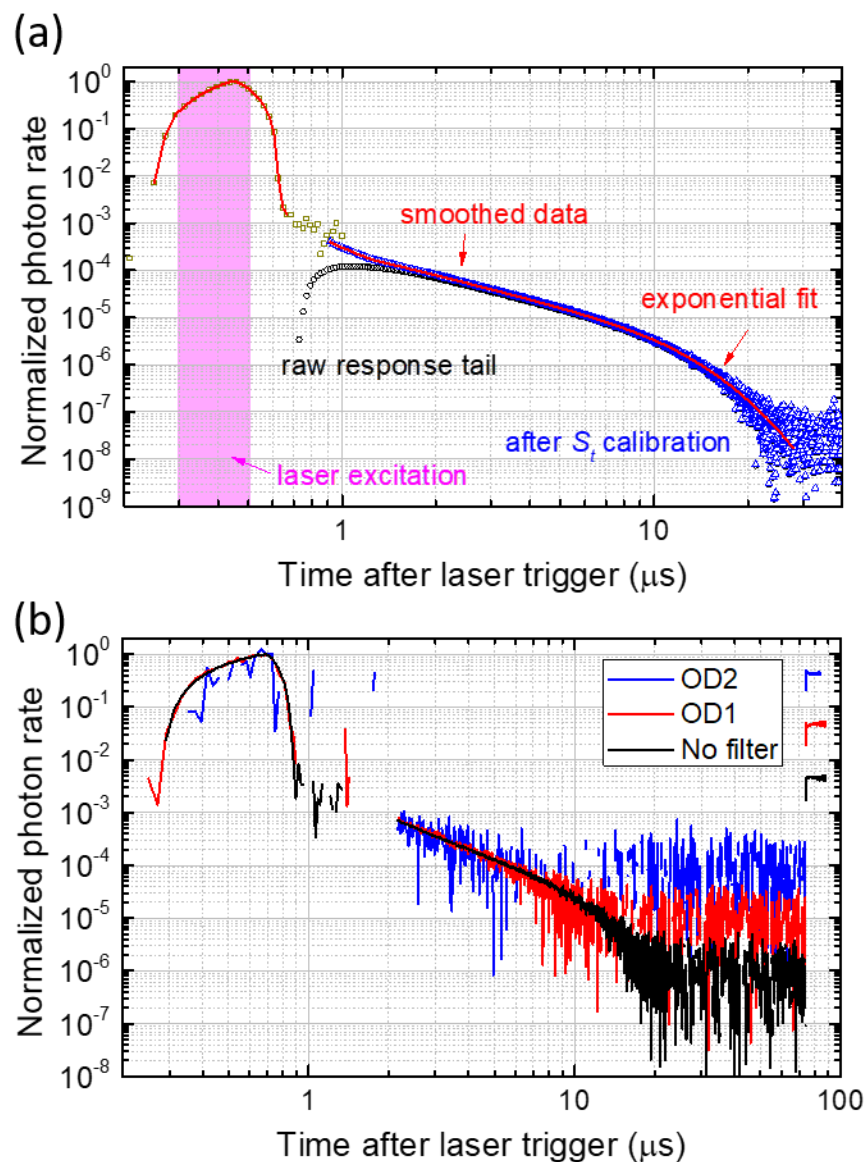 (a)
10^0
10^-1
10^-2
10^-3
10^-4
10^-5
10^-6
10^-7
10^-8
10^-9
Normalized photon rate
smoothed data
exponential fit
raw response tail
after S_t calibration
laser excitation
1
10
Time after laser trigger (μs)
(b)
10^0
10^-1
10^-2
10^-3
10^-4
10^-5
10^-6
10^-7
10^-8
Normalized photon rate
OD2
OD1
No filter
1
10
100
Time after laser trigger (μs)